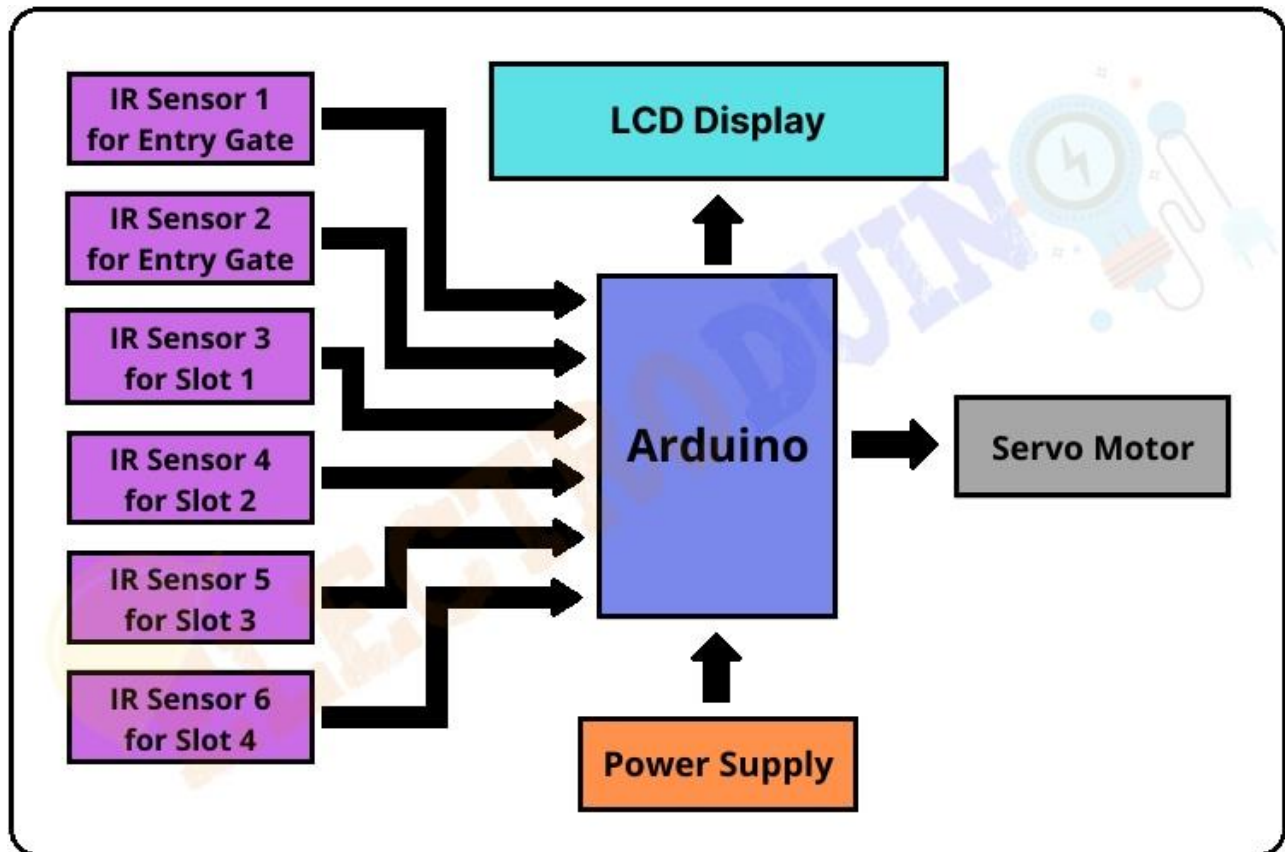 IR Sensor 1
for Entry Gate
IR Sensor 2
for Entry Gate
IR Sensor 3
for Slot 1
IR Sensor 4
for Slot 2
IR Sensor 5
for Slot 3
IR Sensor 6
for Slot 4
LCD Display
Arduino
Servo Motor
Power Supply
ELECTRODUINO